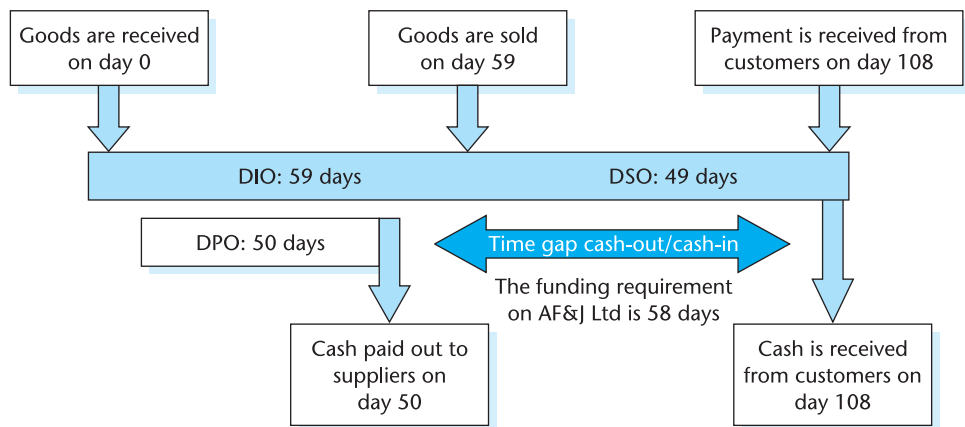 Goods are received
on day 0
Goods are sold
on day 59
Payment is received from
customers on day 108
DIO: 59 days
DSO: 49 days
DPO: 50 days
Time gap cash-out/cash-in
The funding requirement
on AF&J Ltd is 58 days
Cash paid out to
suppliers on
day 50
Cash is received
from customers on
day 108